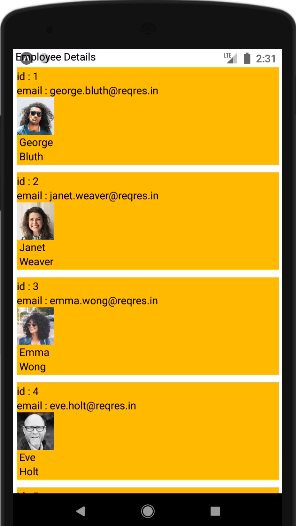 Employee Details
LTE 2:31
id : 1
email : george.bluth@reqres.in
George
Bluth
id : 2
email : janet.weaver@reqres.in
Janet
Weaver
id : 3
email : emma.wong@reqres.in
Emma
Wong
id : 4
email : eve.holt@reqres.in
Eve
Holt